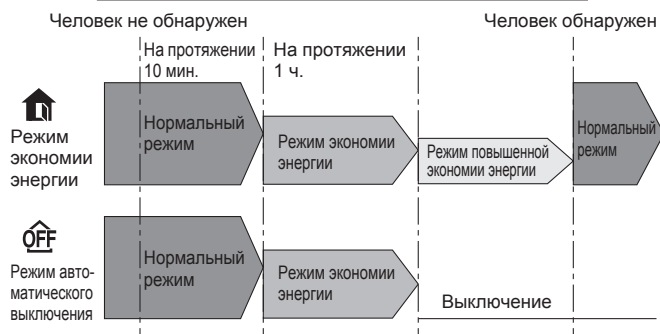 Человек не обнаружен
Человек обнаружен
На протяжении
10 мин.
На протяжении
1 ч.
Режим
экономии
энергии
Нормальный
режим
Режим экономии
энергии
Режим повышенной
экономии энергии
Нормальный
режим
OFF
Режим авто-
матического
выключения
Нормальный
режим
Режим экономии
энергии
Выключение